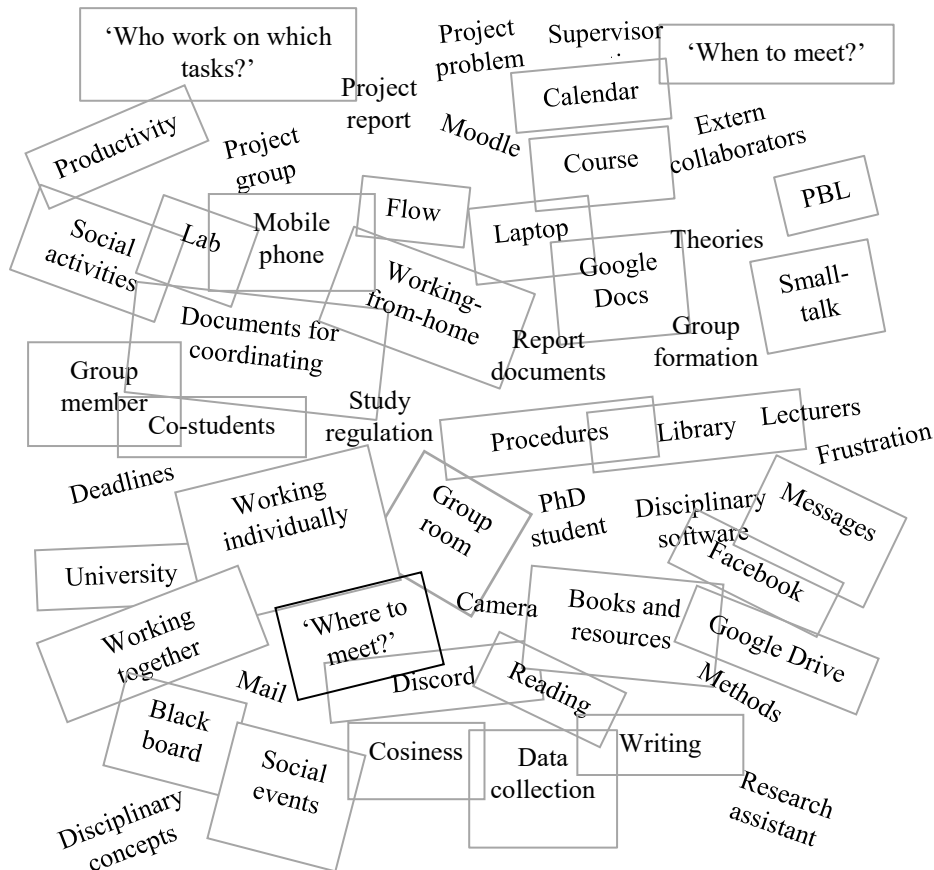 ‘Who work on which
tasks?’
Project
problem
Supervisor
‘When to meet?’
Calendar
Project
report
Productivity
Moodle
Extern
collaborators
Project
group
Course
PBL
Social
activities
Lab
Mobile
phone
Flow
Laptop
Theories
Google
Docs
Small-
talk
Working-
from-home
Documents for
coordinating
Report
documents
Group
formation
Group
member
Co-students
Study
regulation
Procedures
Library
Lecturers
Frustration
Deadlines
Working
individually
Group
room
PhD
student
Disciplinary
software
Messages
University
Facebook
Working
together
‘Where to
meet?’
Camera
Books and
resources
Google Drive
Mail
Discord
Reading
Methods
Black
board
Social
events
Cosiness
Data
collection
Writing
Disciplinary
concepts
Research
assistant